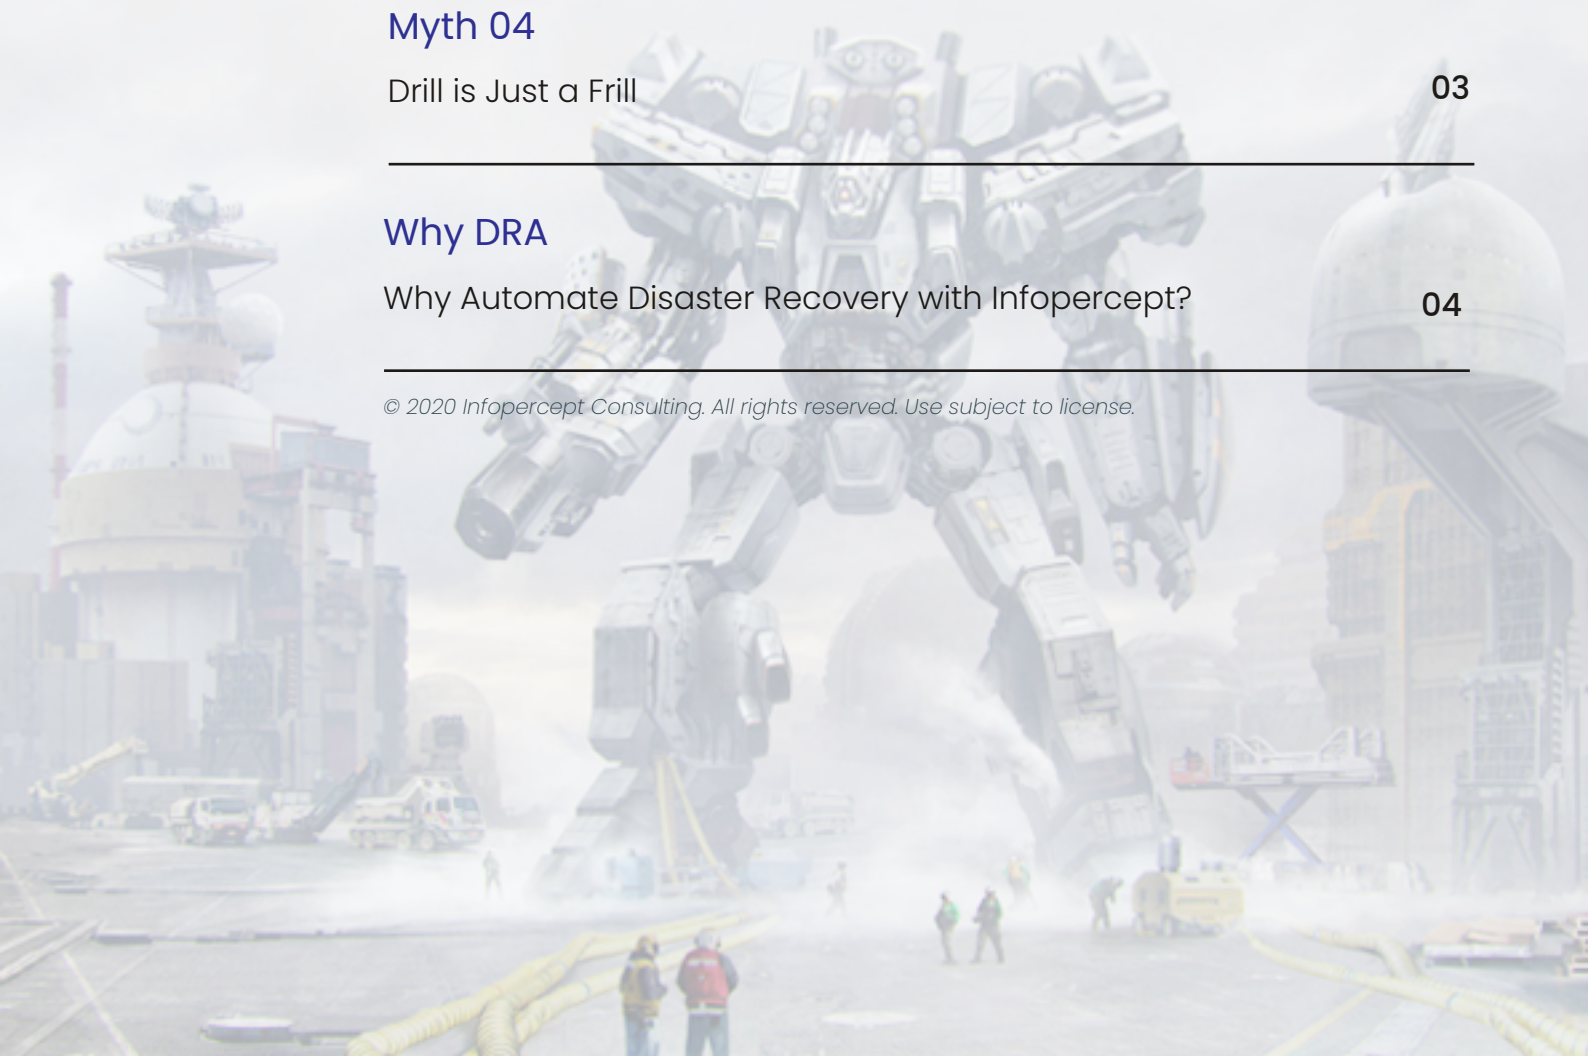 Myth 04
Drill is Just a Frill 03
Why DRA
Why Automate Disaster Recovery with Infopercept? 04
© 2020 Infopercept Consulting. All rights reserved. Use subject to license.